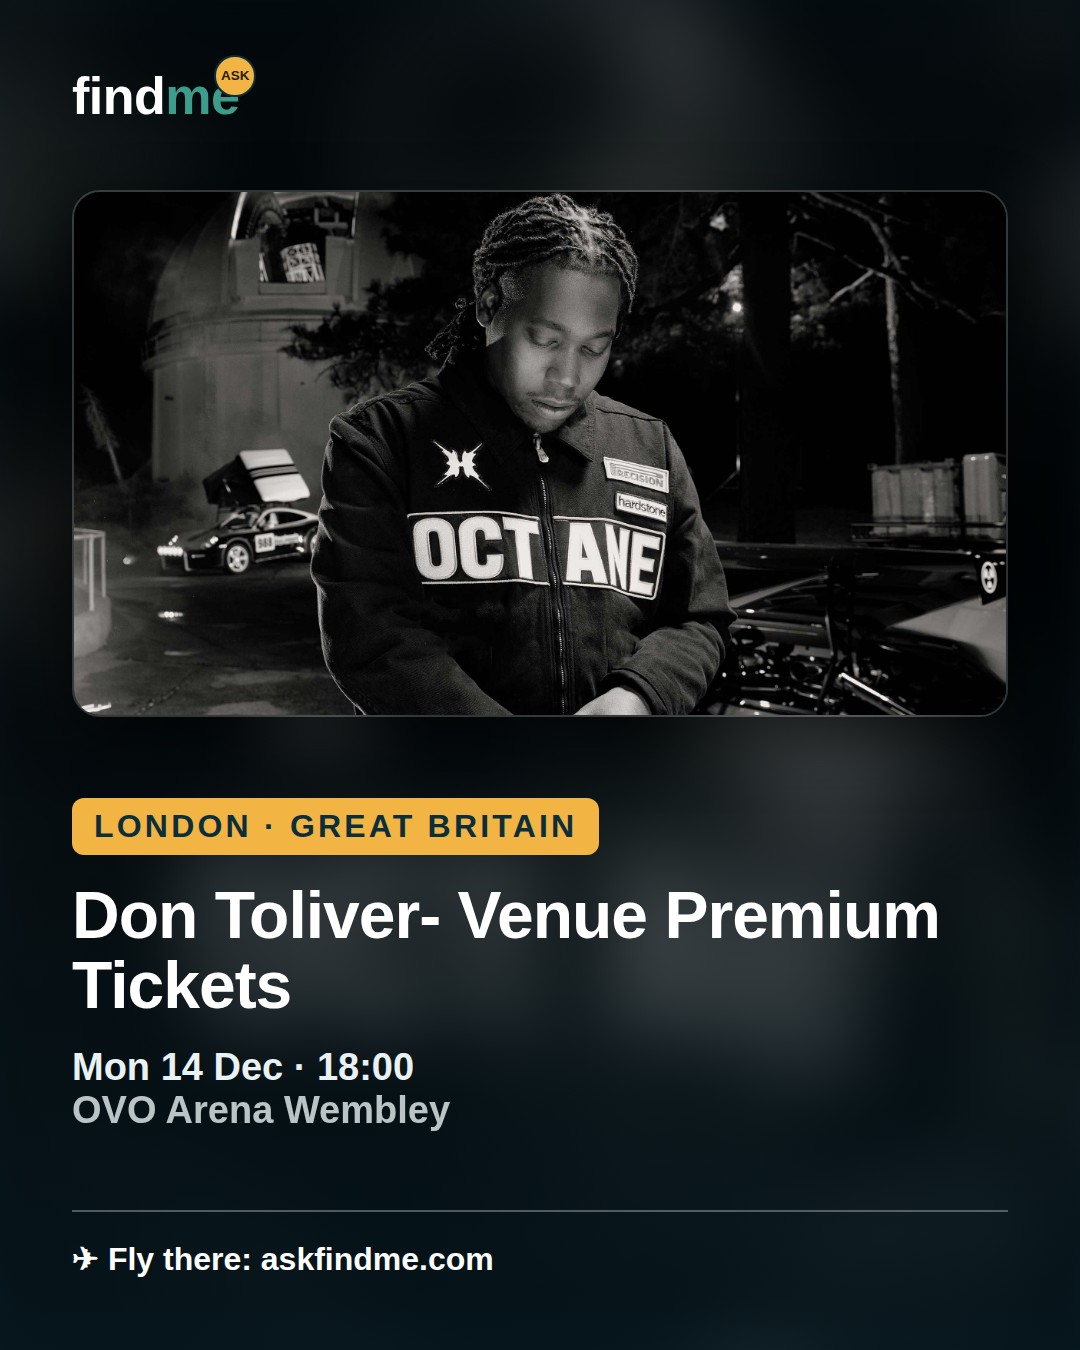 findme
ASK
PRECISION
hardstone
OCTANE
LONDON · GREAT BRITAIN
Don Toliver- Venue Premium
Tickets
Mon 14 Dec · 18:00
OVO Arena Wembley
✈ Fly there: askfindme.com